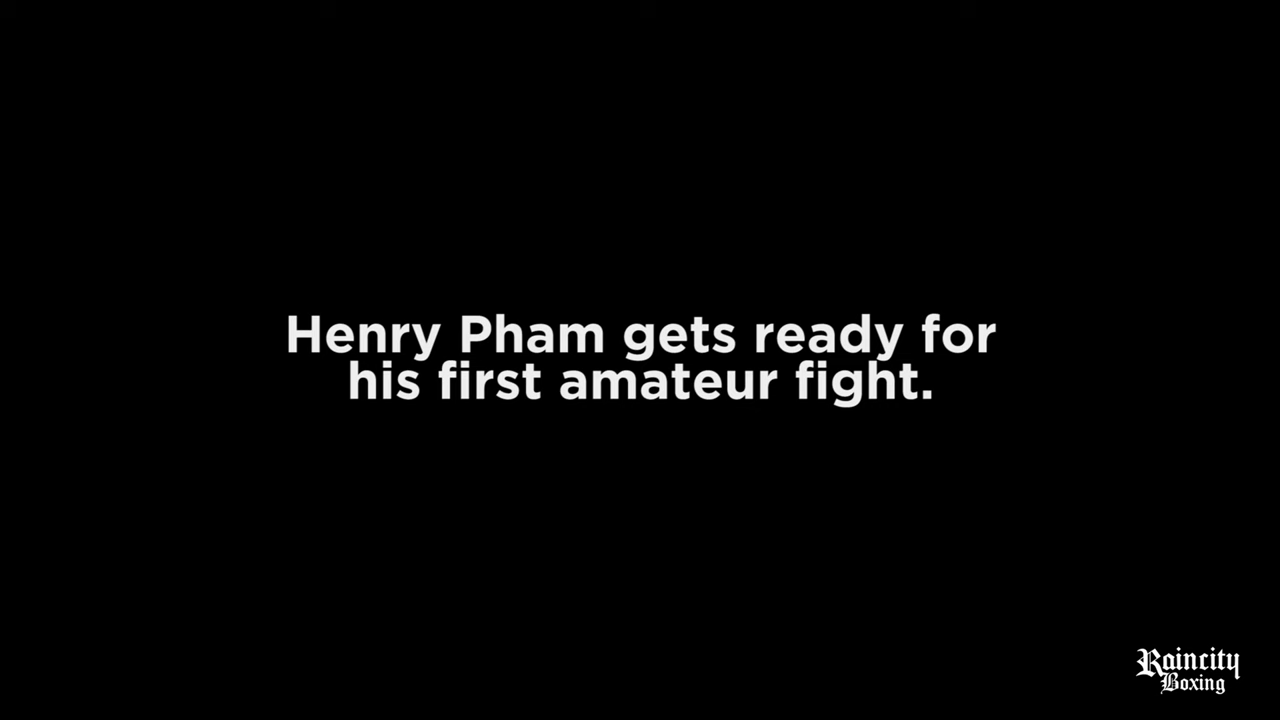 Henry Pham gets ready for
his first amateur fight.
Raincity
Boxing